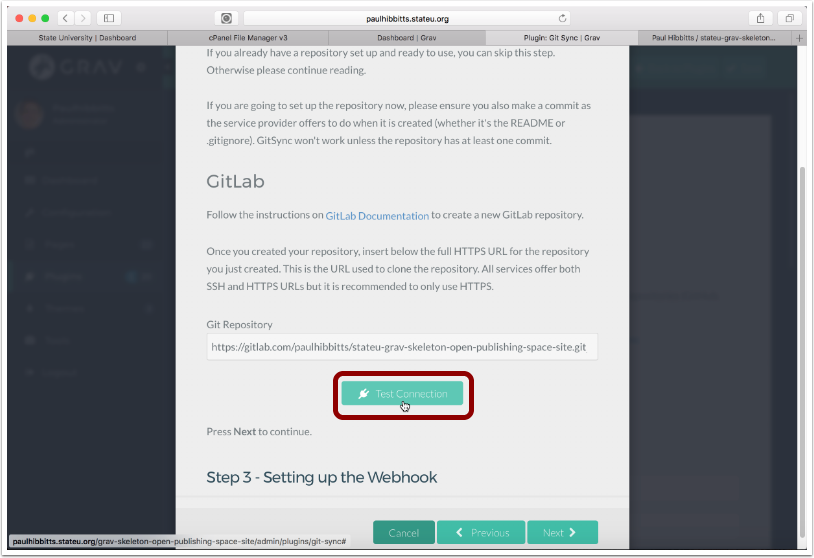 paulhibbitts.stateu.org
State University | Dashboard
cPanel File Manager v3
Dashboard | Grav
Plugin: Git Sync | Grav
Paul Hibbitts / stateu-grav-skeleton...
GRAV
If you already have a repository set up and ready to use, you can skip this step.
Otherwise please continue reading.
If you are going to set up the repository now, please ensure you also make a commit as
the service provider offers to do when it is created (whether it's the README or
.gitignore). GitSync won't work unless the repository has at least one commit.
GitLab
Follow the instructions on GitLab Documentation to create a new GitLab repository.
Once you created your repository, insert below the full HTTPS URL for the repository
you just created. This is the URL used to clone the repository. All services offer both
SSH and HTTPS URLs but it is recommended to only use HTTPS.
Git Repository
https://gitlab.com/paulhibbitts/stateu-grav-skeleton-open-publishing-space-site.git
Test Connection
Press Next to continue.
Step 3 - Setting up the Webhook
Cancel
Previous
Next
paulhibbitts.stateu.org/grav-skeleton-open-publishing-space-site/admin/plugins/git-sync#